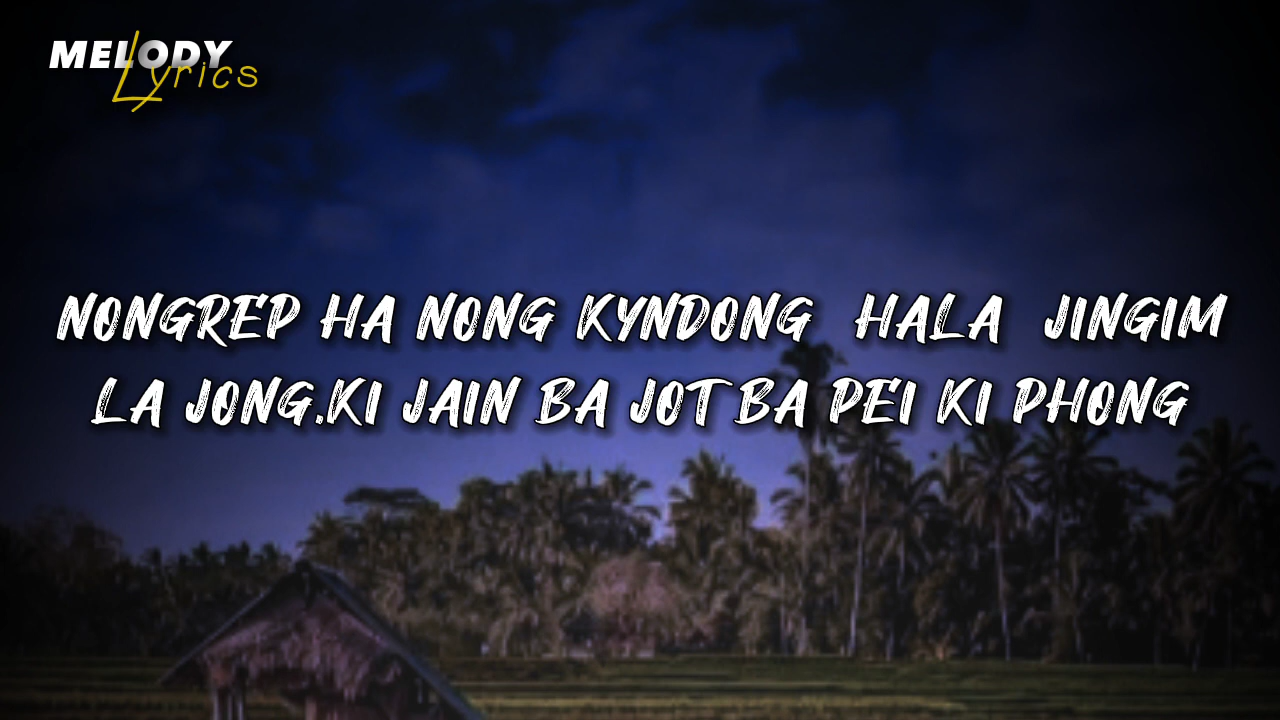 MELODY
Lyrics
NONGREP HA NONG KYNDONG HALA JINGIM
LA JONG.KI JAIN BA JOT BA PEI KI PHONG